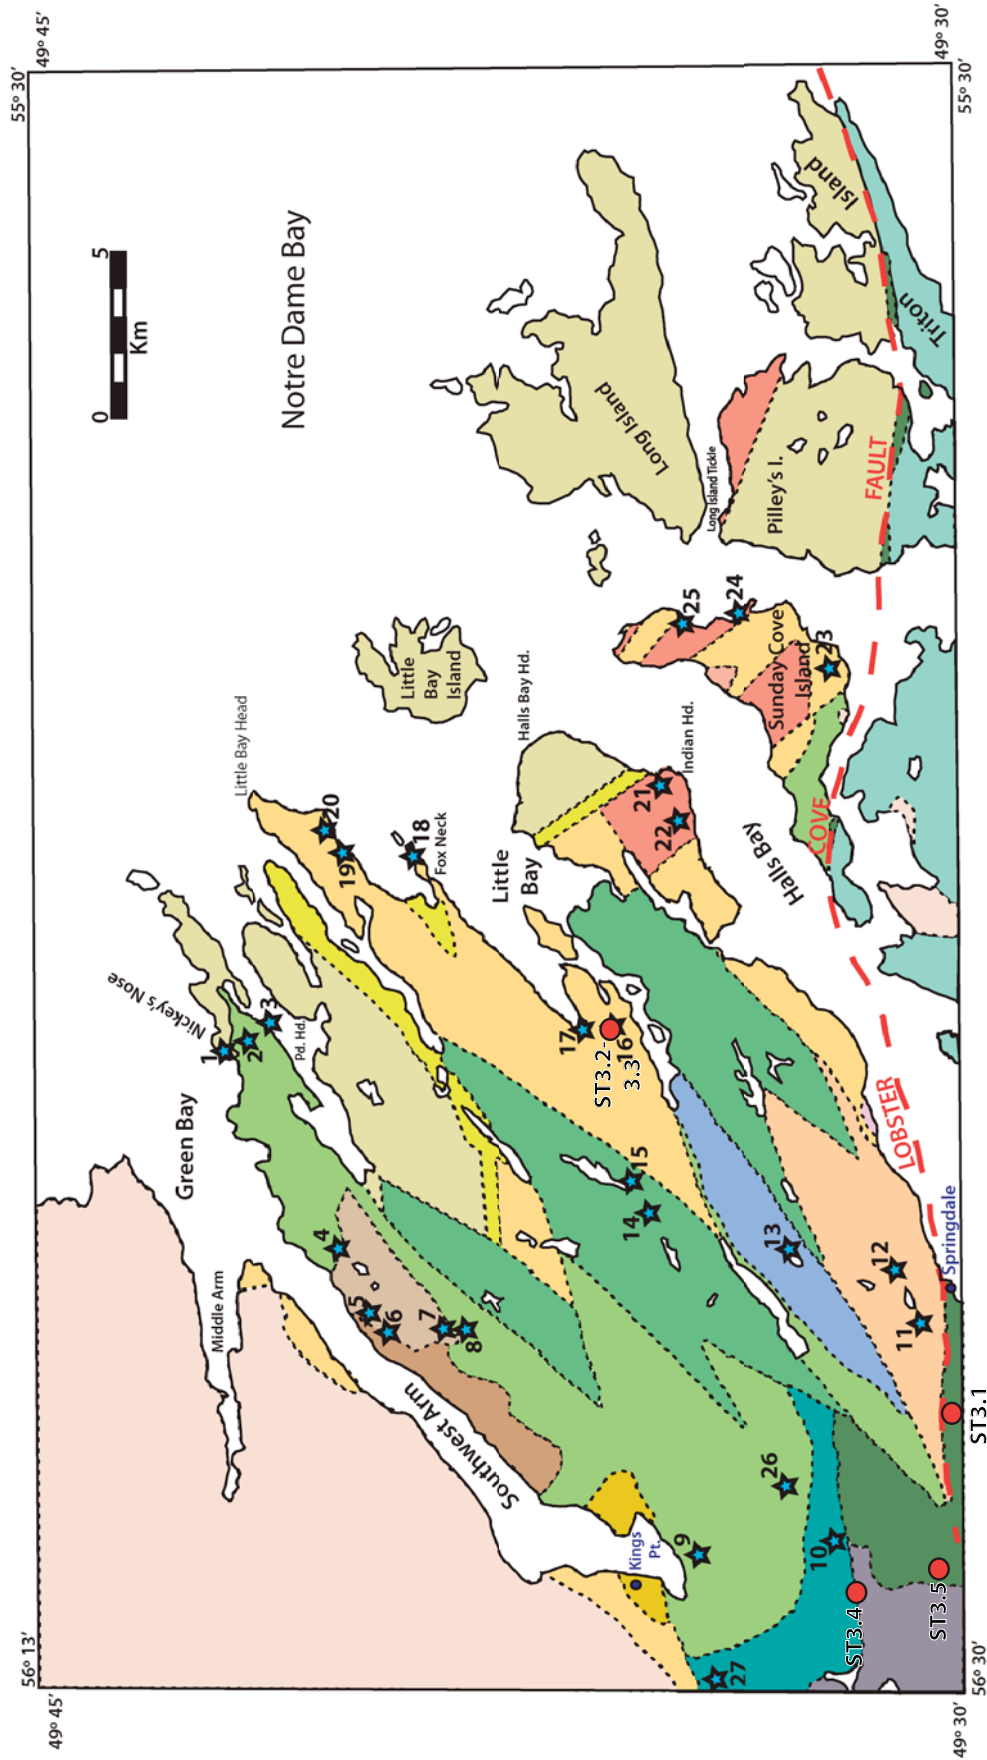 56° 13'
55° 30'
49° 45'
49° 45'
49° 30'
49° 30'
56° 30'
55° 30'
0
5
Km
Notre Dame Bay
Green Bay
Middle Arm
Southwest Arm
Nickey's Nose
Pd. Hd.
Little Bay Head
Little
Bay
Island
Fox Neck
Little
Bay
Halls Bay Hd.
Indian Hd.
Halls Bay
Sunday Cove
Island
Long Island
Long Island Tickle
Pilley's I.
Triton
Island
LOBSTER
COVE
FAULT
Kings
Pt.
Springdale
1
2
3
4
5
6
7
8
9
10
11
12
13
14
15
16
17
18
19
20
21
22
23
24
25
26
27
ST3.1
ST3.2-
3.3
ST3.4
ST3.5